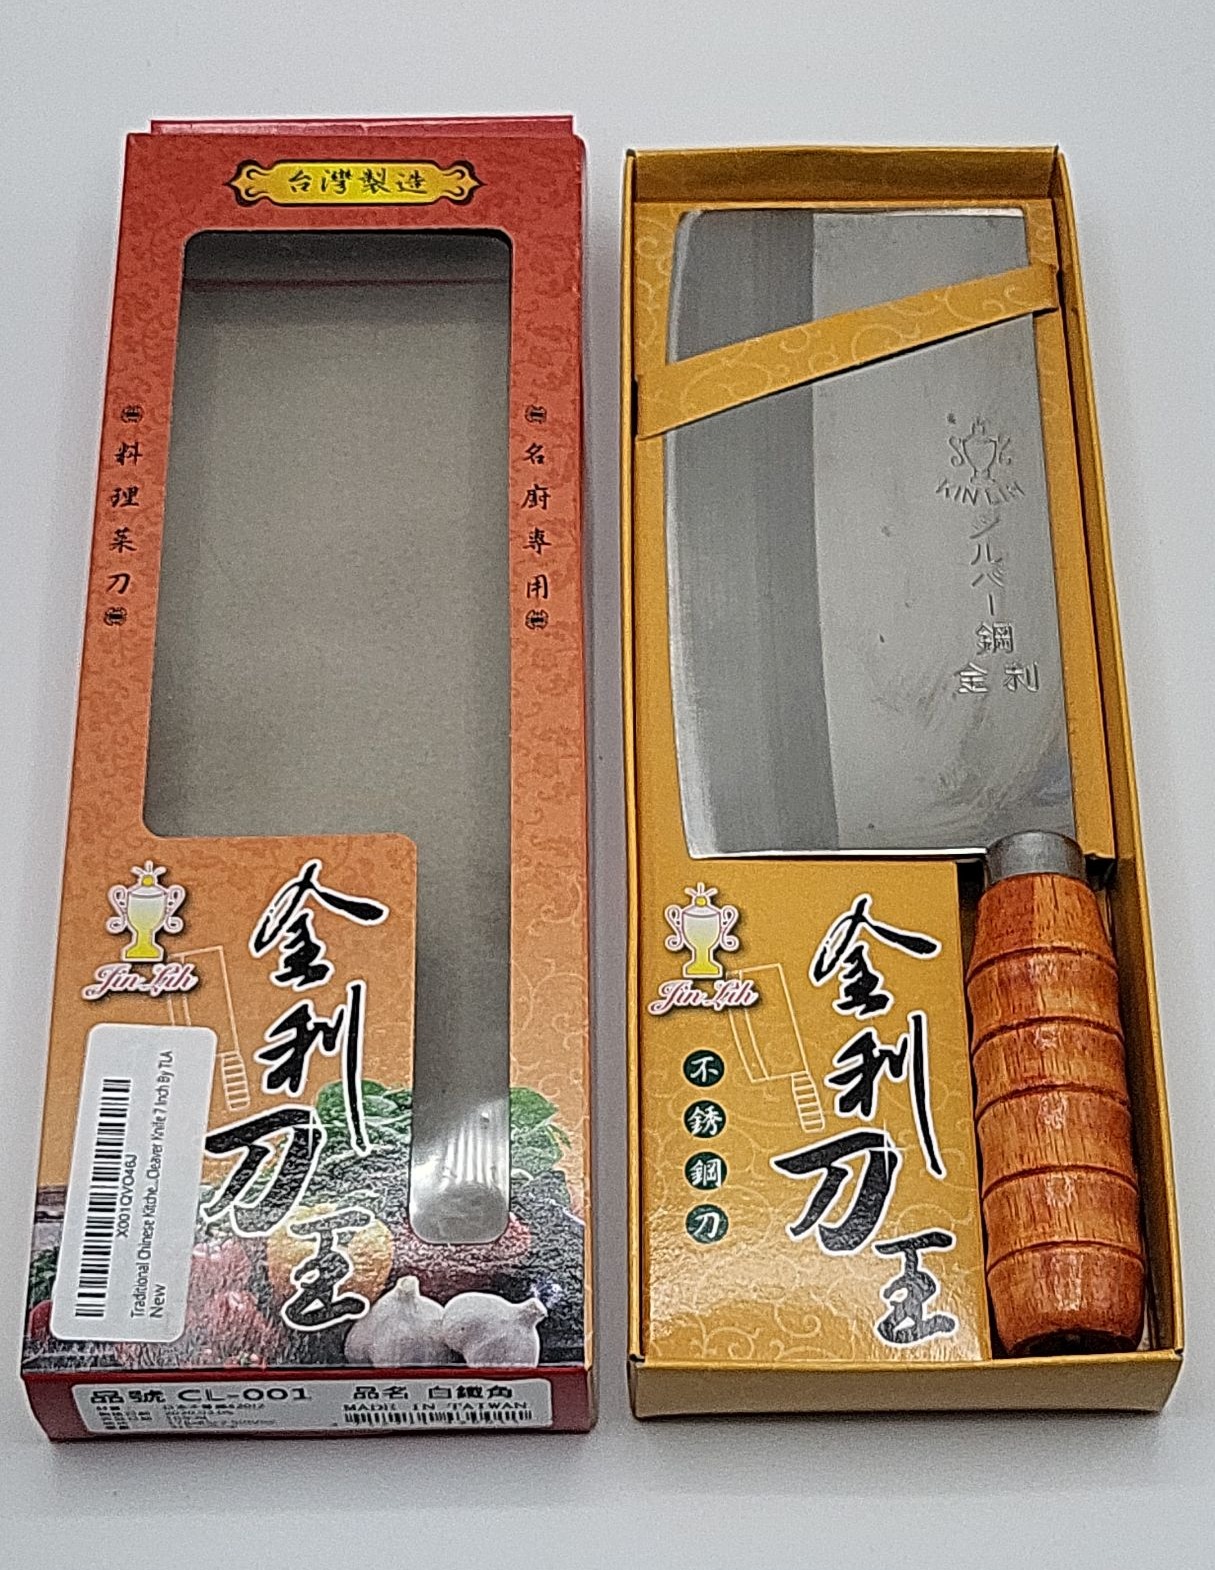 台灣製造
料理菜刀
名廚專用
Jin Lih
金利刀王
X001QVO46J
Traditional Chinese Kitche...Cleaver Knife 7 Inch By TLA
New
品號 CL-001
品名 白鐵角
MADE IN TAIWAN
KIN LIH
シルバー鋼
金利
Jin Lih
不銹鋼刀
金利刀王